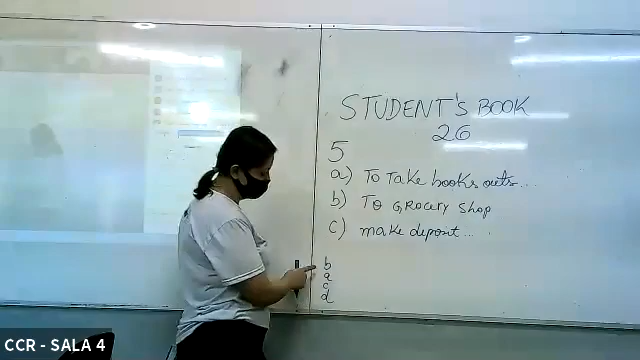 STUDENT'S BOOK
26
5
a) To Take books outs...
b) To Grocery Shop
c) make deposit...
b
a
c
d
CCR - SALA 4